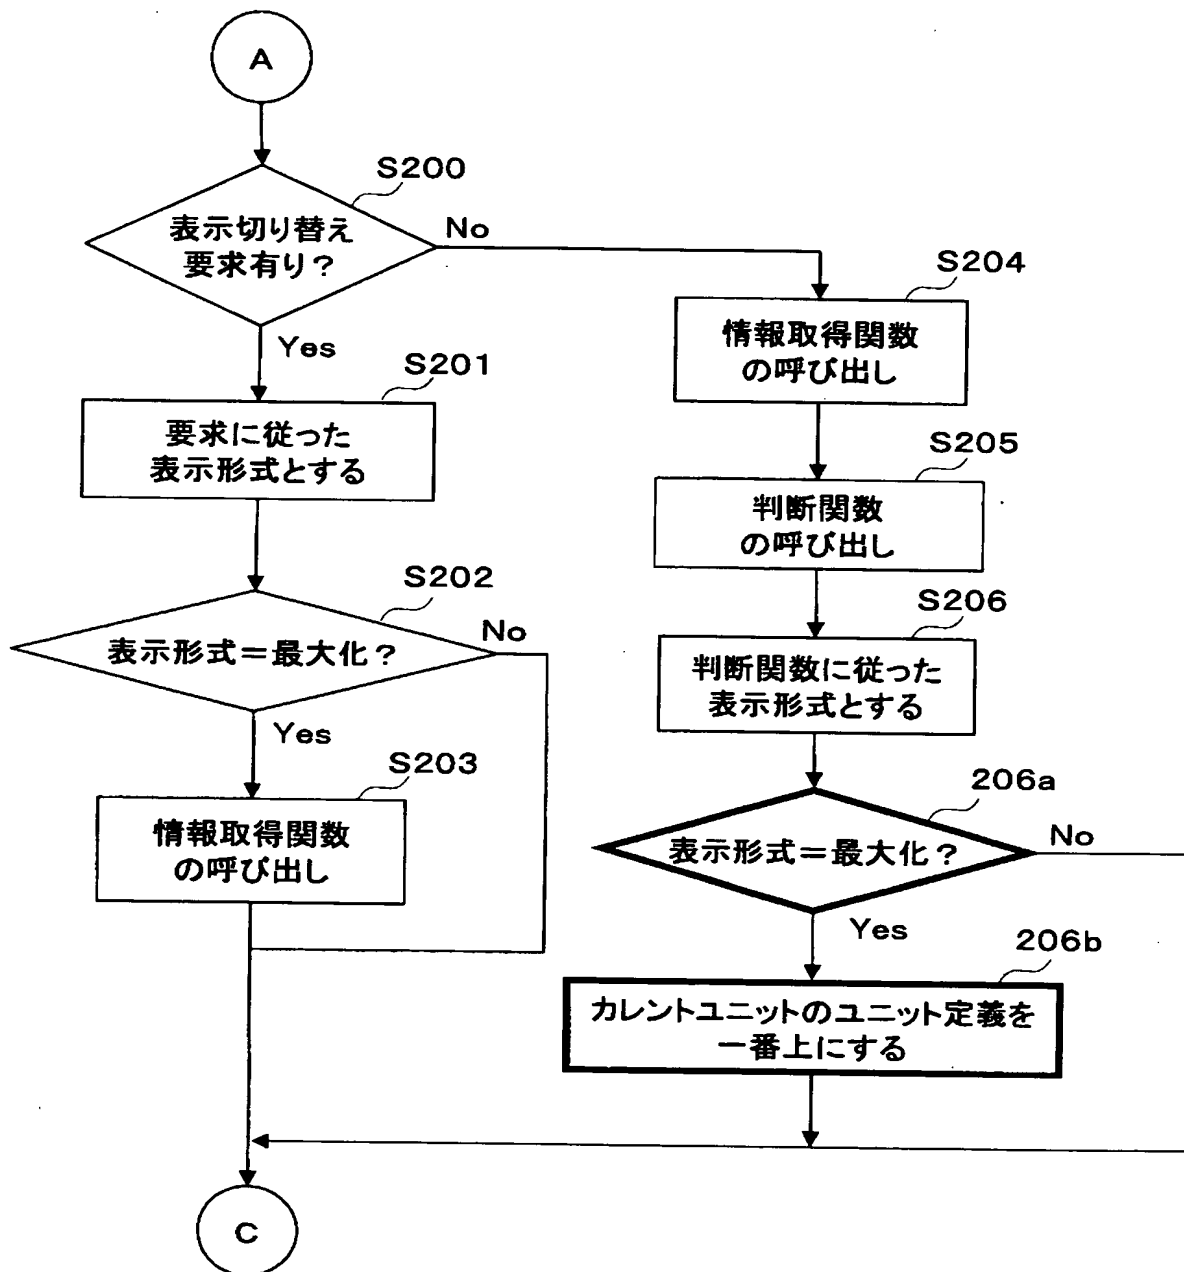 A
S200
表示切り替え
要求有り？
No
Yes
S201
要求に従った
表示形式とする
S202
表示形式＝最大化？
No
Yes
S203
情報取得関数
の呼び出し
S204
情報取得関数
の呼び出し
S205
判断関数
の呼び出し
S206
判断関数に従った
表示形式とする
206a
表示形式＝最大化？
No
Yes
206b
カレントユニットのユニット定義を
一番上にする
C